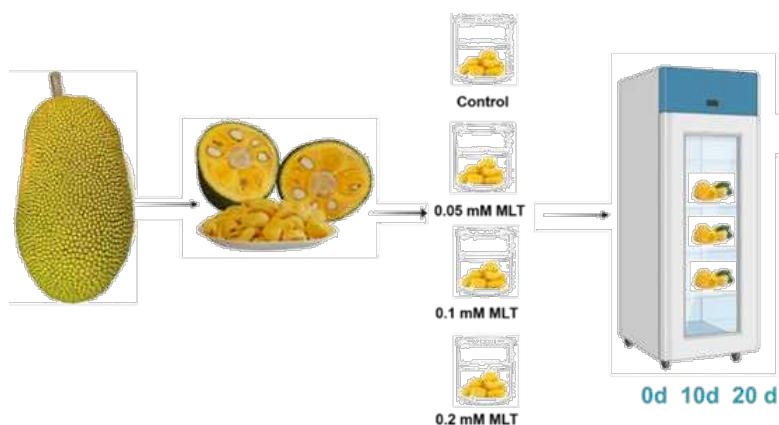 Control
0.05 mM MLT
0.1 mM MLT
0.2 mM MLT
0d 10d 20 d